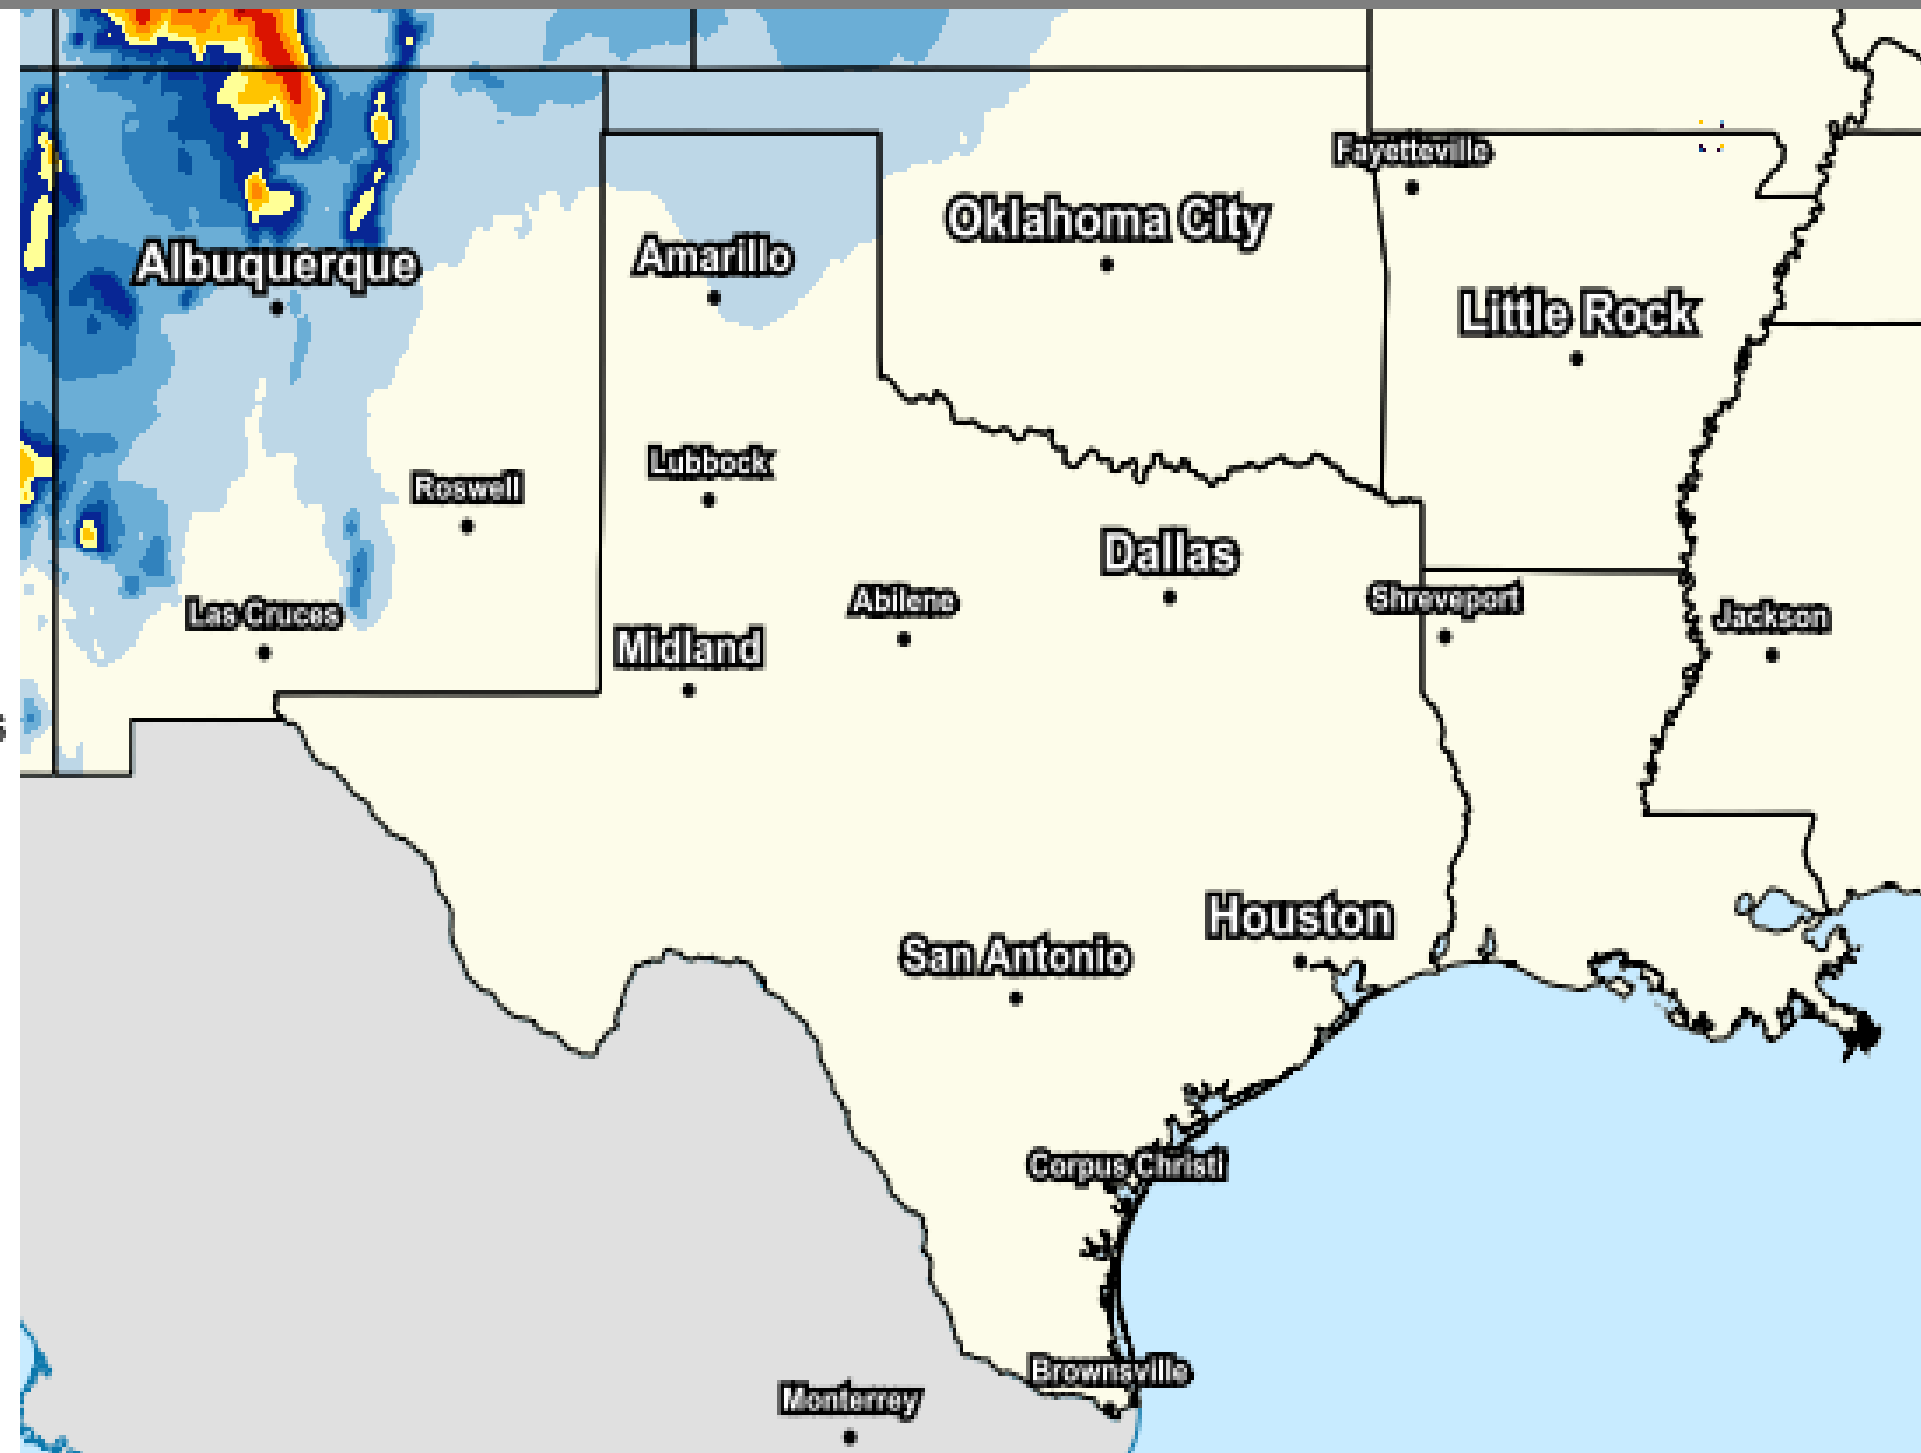 Fayetteville
Oklahoma City
Albuquerque
Amarillo
Little Rock
Lubbock
Roswell
Dallas
Abilene
Shreveport
Las Cruces
Jackson
Midland
Houston
San Antonio
Corpus Christi
Brownsville
Monterrey